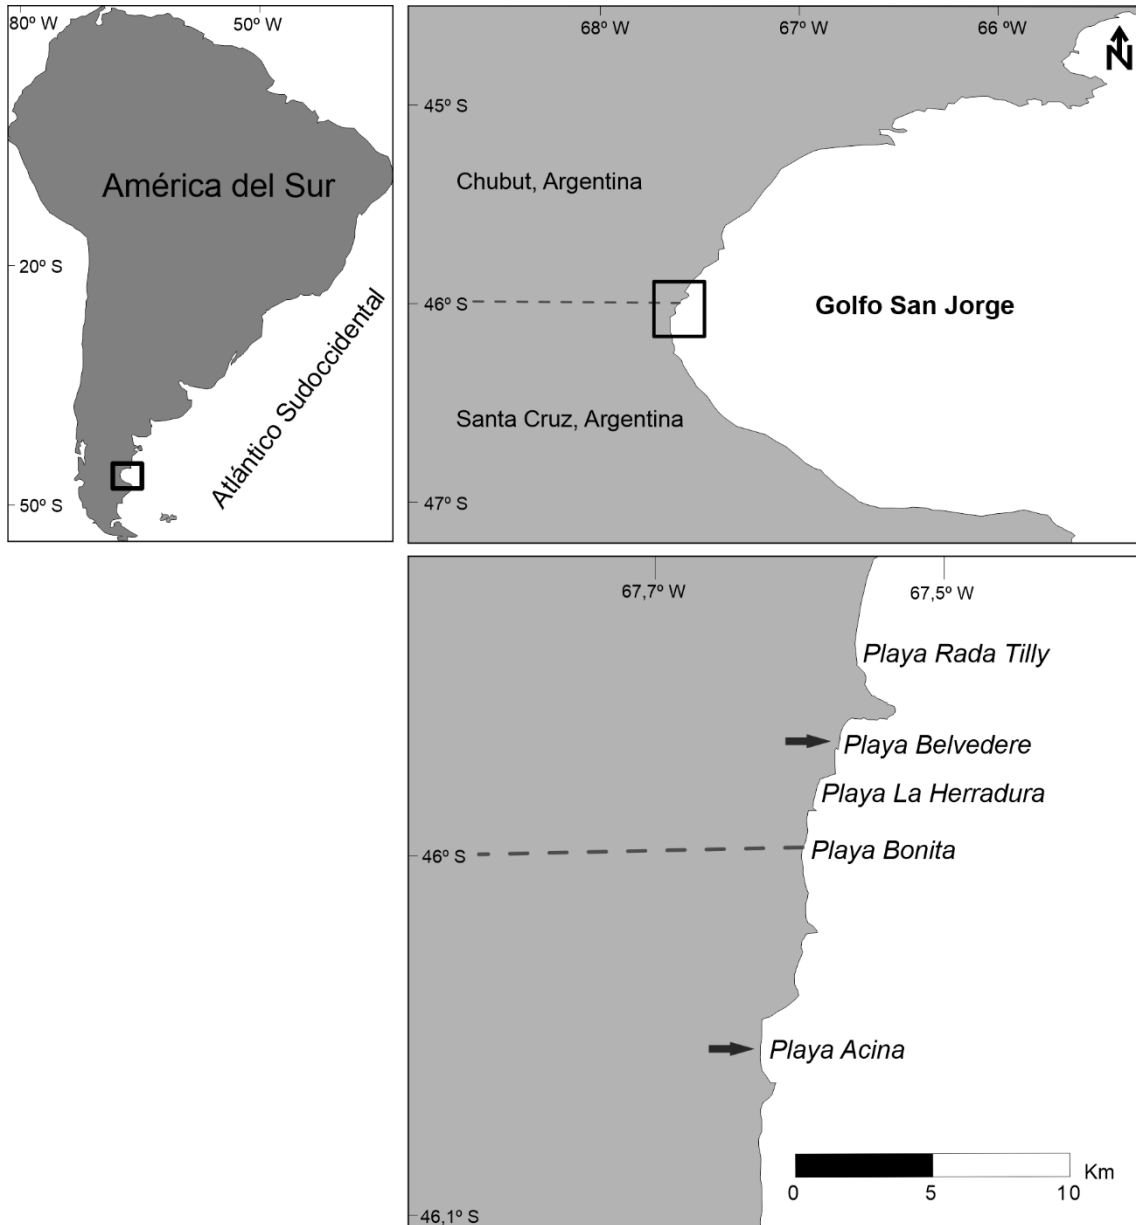 80º W
50º W
América del Sur
20º S
Atlántico Sudoccidental
50º S
68º W
67º W
66º W
N
45º S
Chubut, Argentina
46º S
Golfo San Jorge
Santa Cruz, Argentina
47º S
67,7º W
67,5º W
Playa Rada Tilly
Playa Belvedere
Playa La Herradura
Playa Bonita
46º S
Playa Acina
Km
0
5
10
46,1º S